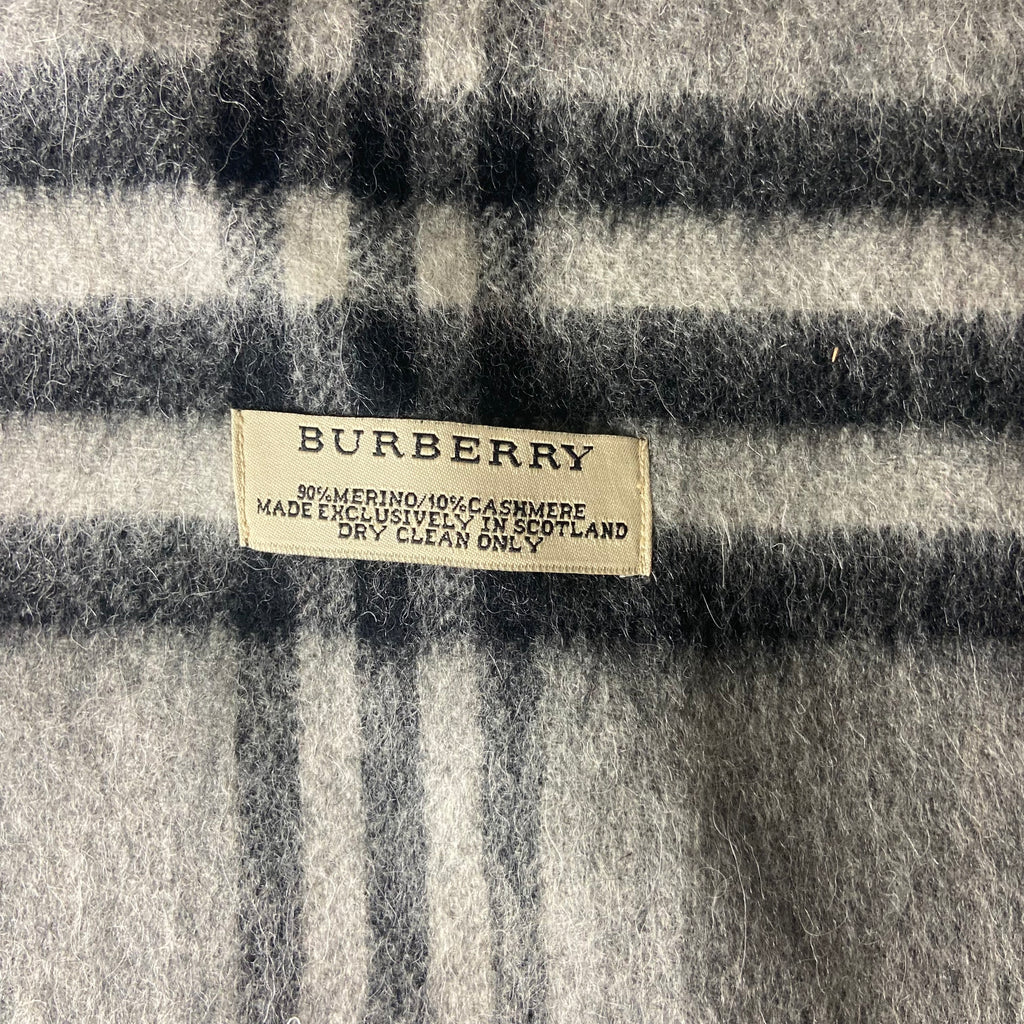 BURBERRY
90%MERINO/10%CASHMERE
MADE EXCLUSIVELY IN SCOTLAND
DRY CLEAN ONLY